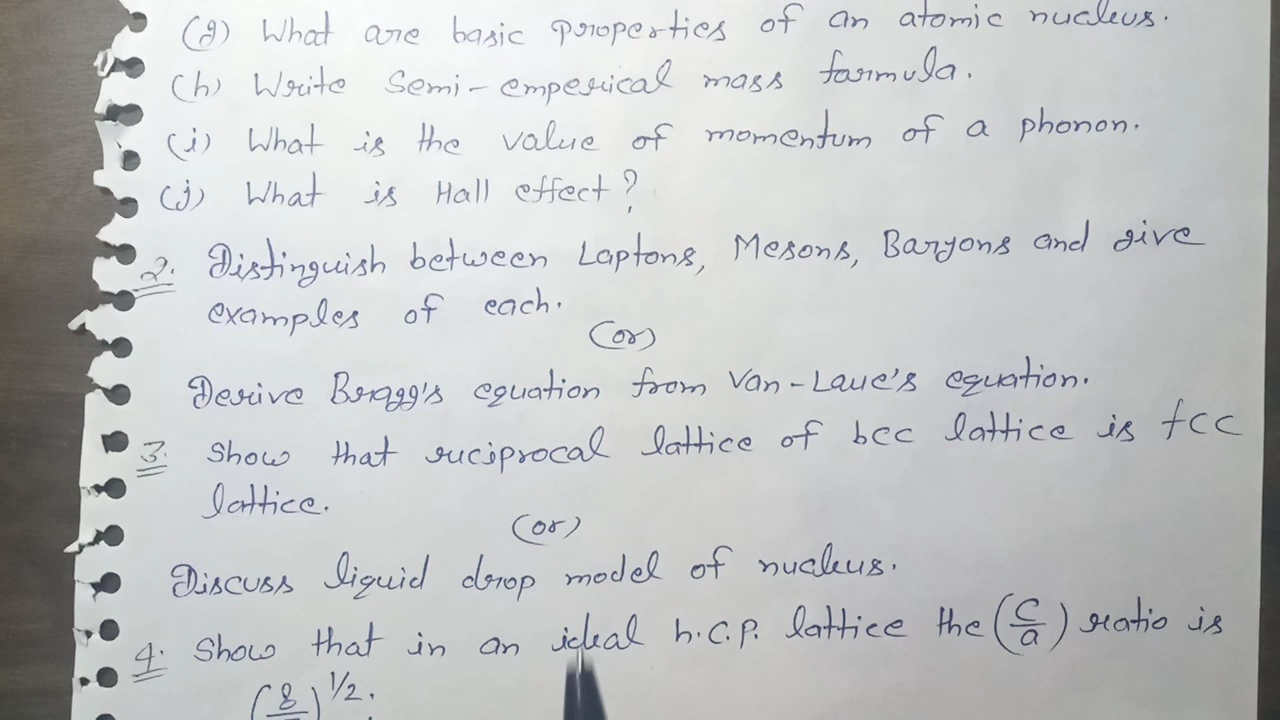 (g) What are basic properties of an atomic nucleus.
(h) Write Semi-emperical mass formula.
(i) What is the value of momentum of a phonon.
(j) What is Hall effect?
2. Distinguish between Laptons, Mesons, Baryons and give
examples of each.
(or)
Derive Bragg's equation from Van-Laue's equation.
3. Show that reciprocal lattice of bcc lattice is fcc
lattice.
(or)
Discuss liquid drop model of nucleus.
4. Show that in an ideal h.c.p. lattice the (c/a) ratio is
(8/ )^1/2.